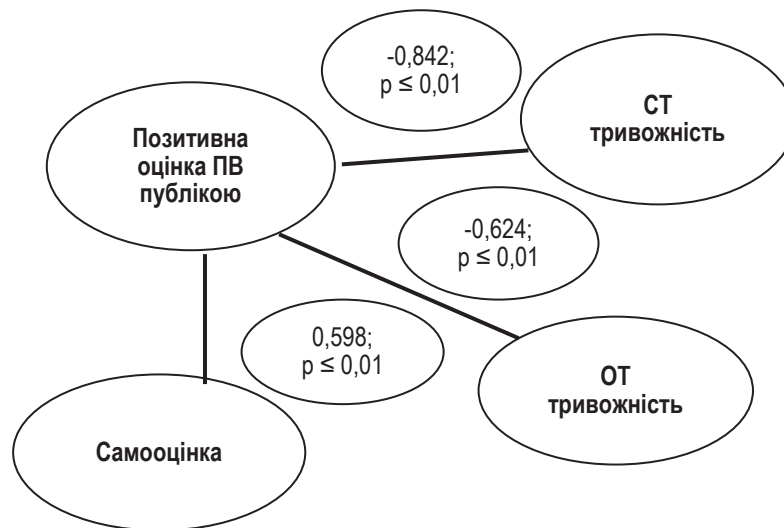 -0,842;
p ≤ 0,01
СТ
тривожність
Позитивна
оцінка ПВ
публікою
-0,624;
p ≤ 0,01
0,598;
p ≤ 0,01
ОТ
тривожність
Самооцінка